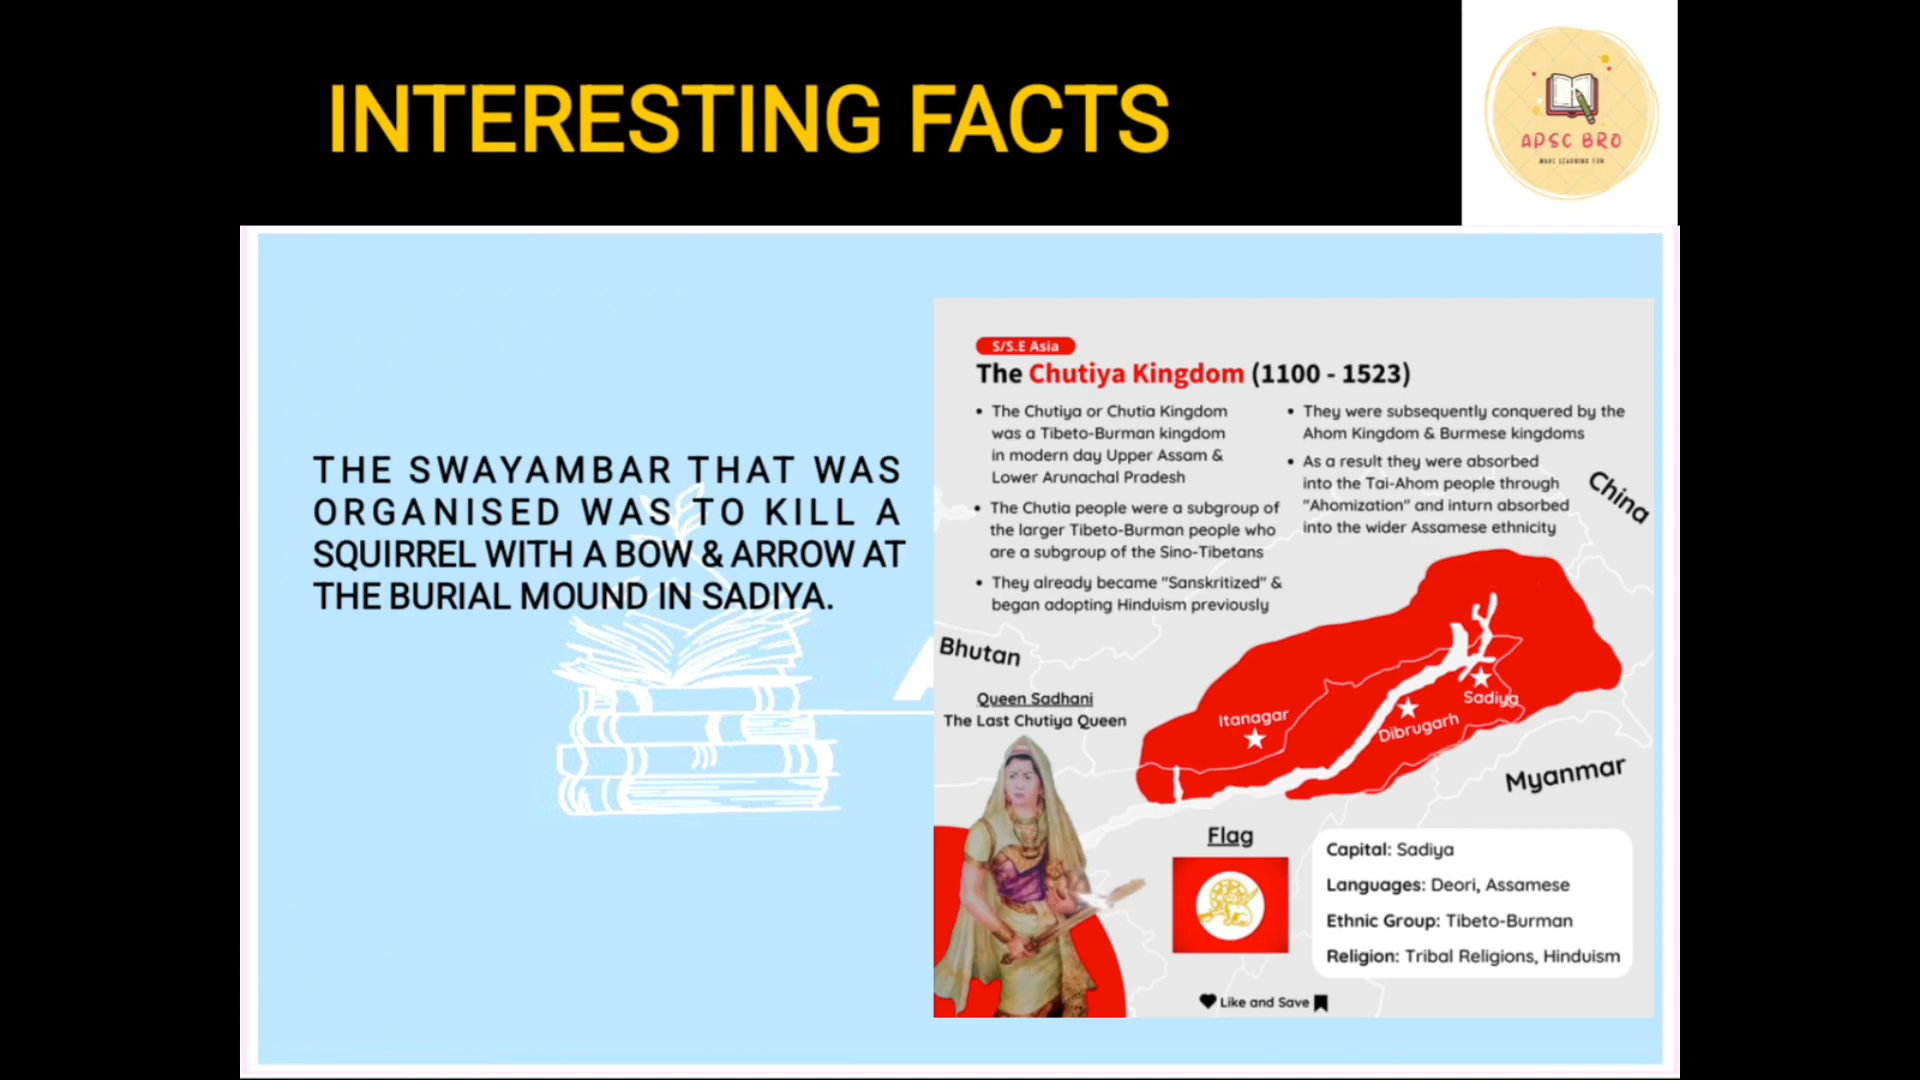 INTERESTING FACTS
APSC BRO
MAKE LEARNING FUN
THE SWAYAMBAR THAT WAS
ORGANISED WAS TO KILL A
SQUIRREL WITH A BOW & ARROW AT
THE BURIAL MOUND IN SADIYA.
S/S.E Asia
The Chutiya Kingdom (1100 - 1523)
• The Chutiya or Chutia Kingdom
was a Tibeto-Burman kingdom
in modern day Upper Assam &
Lower Arunachal Pradesh
• The Chutia people were a subgroup of
the larger Tibeto-Burman people who
are a subgroup of the Sino-Tibetans
• They already became "Sanskritized" &
began adopting Hinduism previously
• They were subsequently conquered by the
Ahom Kingdom & Burmese kingdoms
• As a result they were absorbed
into the Tai-Ahom people through
"Ahomization" and inturn absorbed
into the wider Assamese ethnicity
China
Bhutan
Queen Sadhani
The Last Chutiya Queen
Itanagar
Sadiya
Dibrugarh
Myanmar
Flag
Capital: Sadiya
Languages: Deori, Assamese
Ethnic Group: Tibeto-Burman
Religion: Tribal Religions, Hinduism
Like and Save